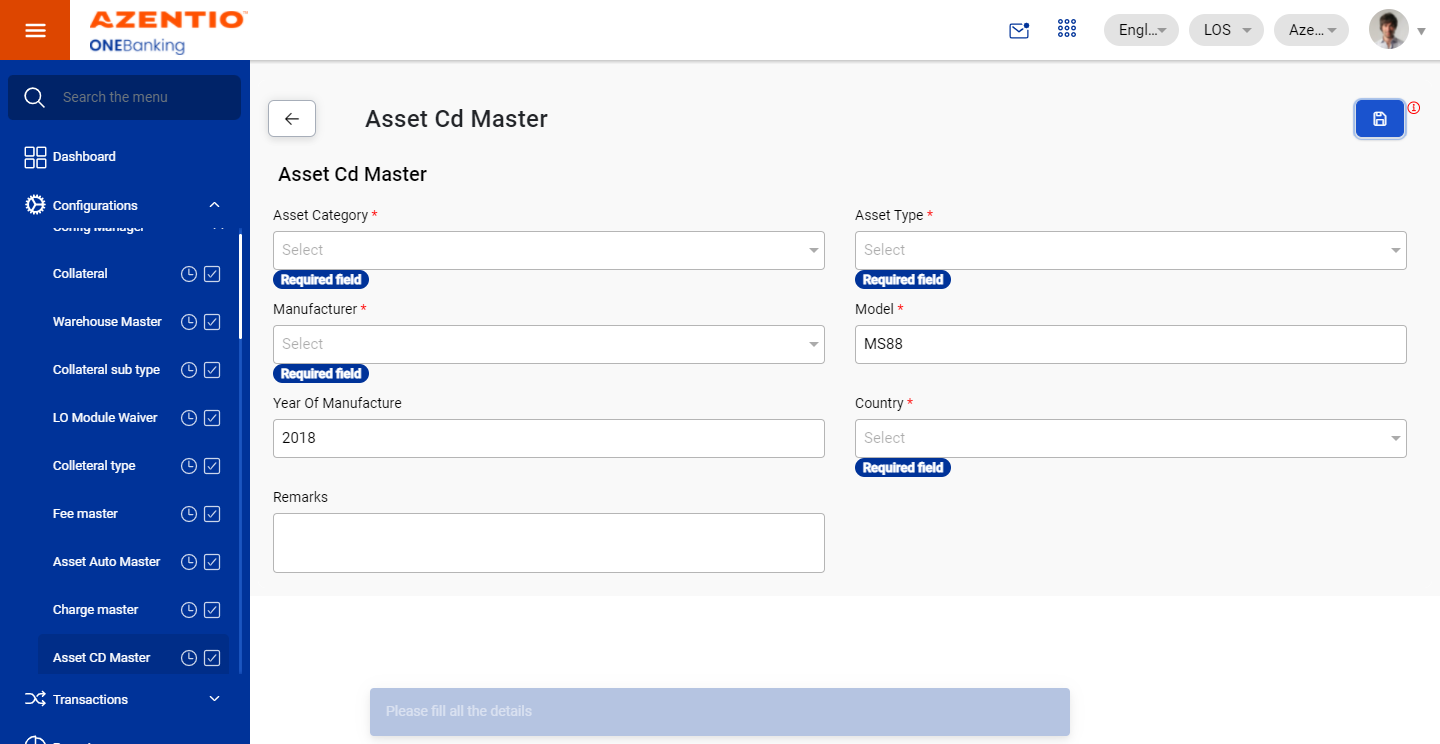 AZENTIO
ONEBanking
Engl...
LOS
Aze...
Search the menu
Dashboard
Configurations
Config Manager
Collateral
Warehouse Master
Collateral sub type
LO Module Waiver
Colleteral type
Fee master
Asset Auto Master
Charge master
Asset CD Master
Transactions
Asset Cd Master
Asset Cd Master
Asset Category *
Asset Type *
Select
Select
Required field
Required field
Manufacturer *
Model *
Select
MS88
Required field
Year Of Manufacture
Country *
2018
Select
Required field
Remarks
Please fill all the details